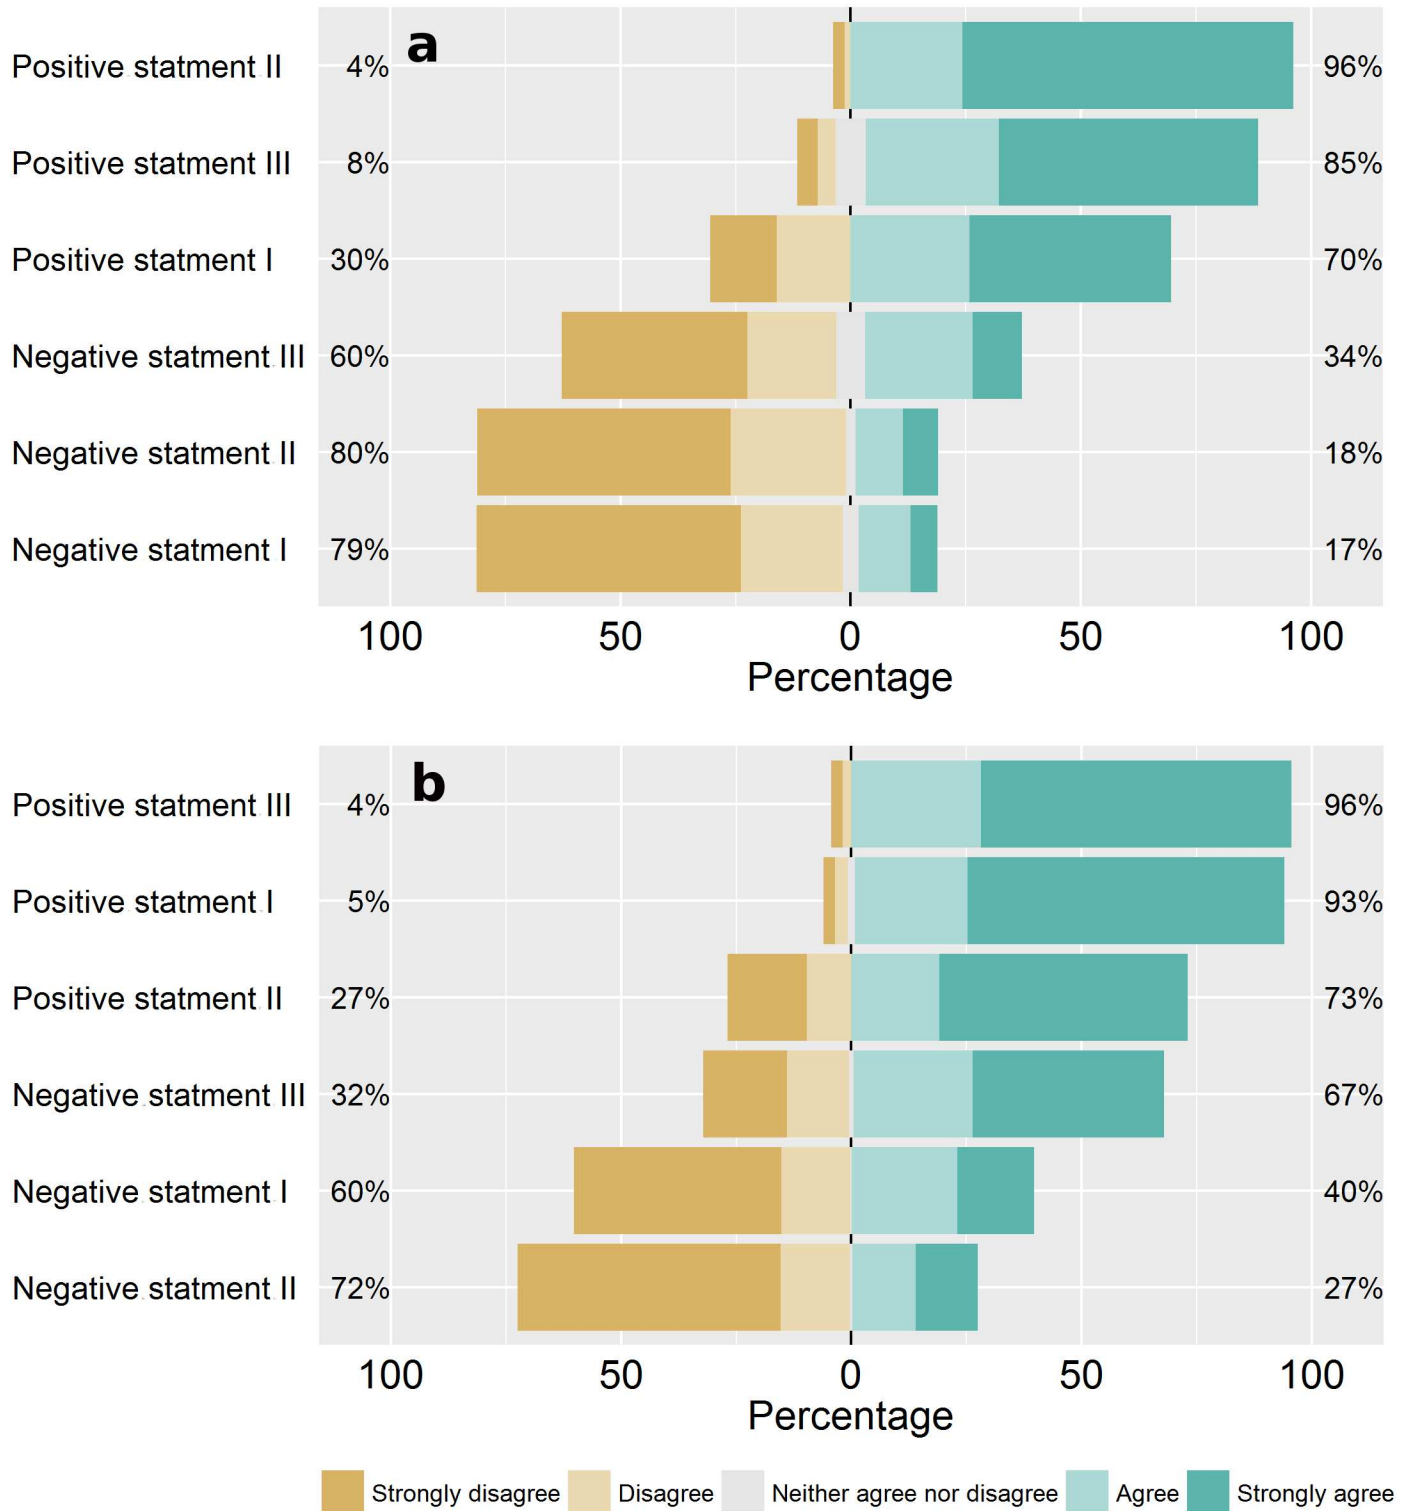 a
Positive statment II 4% 96%
Positive statment III 8% 85%
Positive statment I 30% 70%
Negative statment III 60% 34%
Negative statment II 80% 18%
Negative statment I 79% 17%
100 50 0 50 100
Percentage
b
Positive statment III 4% 96%
Positive statment I 5% 93%
Positive statment II 27% 73%
Negative statment III 32% 67%
Negative statment I 60% 40%
Negative statment II 72% 27%
100 50 0 50 100
Percentage
Strongly disagree Disagree Neither agree nor disagree Agree Strongly agree